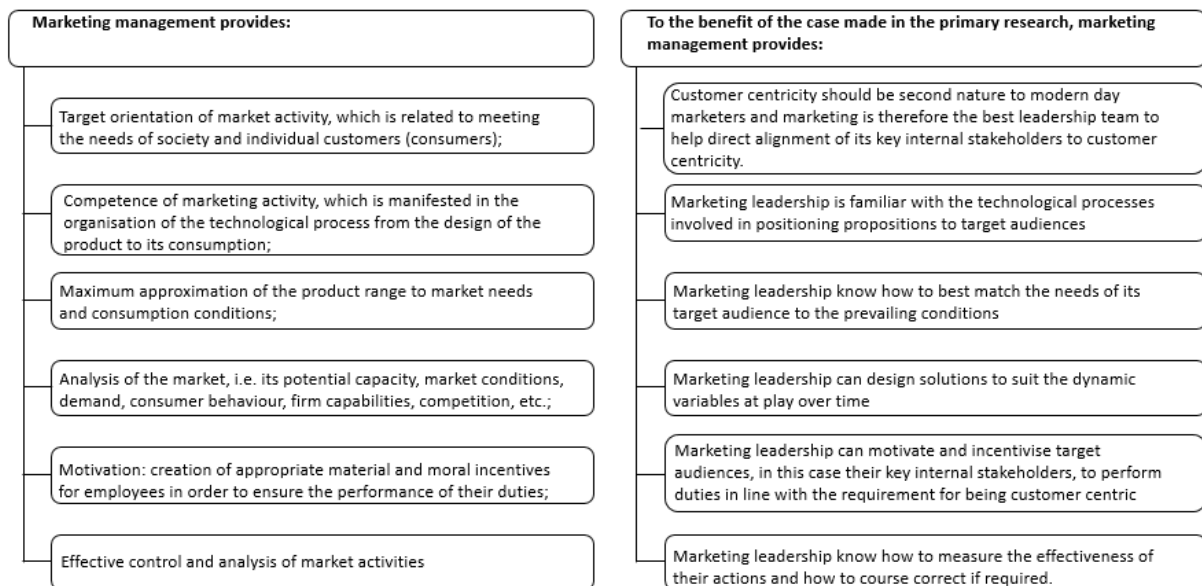 Marketing management provides:
Target orientation of market activity, which is related to meeting
the needs of society and individual customers (consumers);
Competence of marketing activity, which is manifested in the
organisation of the technological process from the design of the
product to its consumption;
Maximum approximation of the product range to market needs
and consumption conditions;
Analysis of the market, i.e. its potential capacity, market conditions,
demand, consumer behaviour, firm capabilities, competition, etc.;
Motivation: creation of appropriate material and moral incentives
for employees in order to ensure the performance of their duties;
Effective control and analysis of market activities
To the benefit of the case made in the primary research, marketing
management provides:
Customer centricity should be second nature to modern day
marketers and marketing is therefore the best leadership team to
help direct alignment of its key internal stakeholders to customer
centricity.
Marketing leadership is familiar with the technological processes
involved in positioning propositions to target audiences
Marketing leadership know how to best match the needs of its
target audience to the prevailing conditions
Marketing leadership can design solutions to suit the dynamic
variables at play over time
Marketing leadership can motivate and incentivise target
audiences, in this case their key internal stakeholders, to perform
duties in line with the requirement for being customer centric
Marketing leadership know how to measure the effectiveness of
their actions and how to course correct if required.